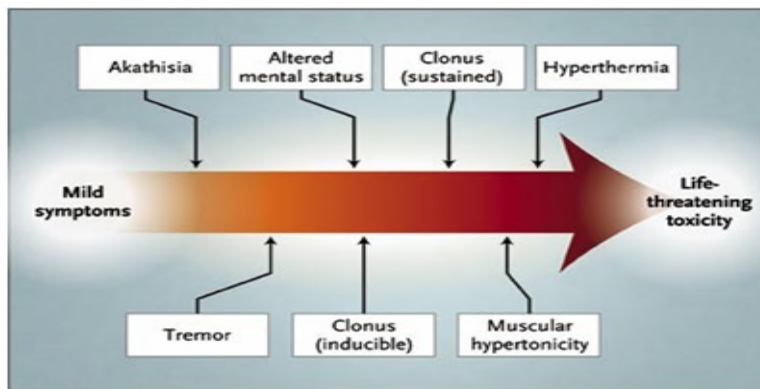 Akathisia
Altered
mental status
Clonus
(sustained)
Hyperthermia
Mild
symptoms
Life-
threatening
toxicity
Tremor
Clonus
(inducible)
Muscular
hypertonicity